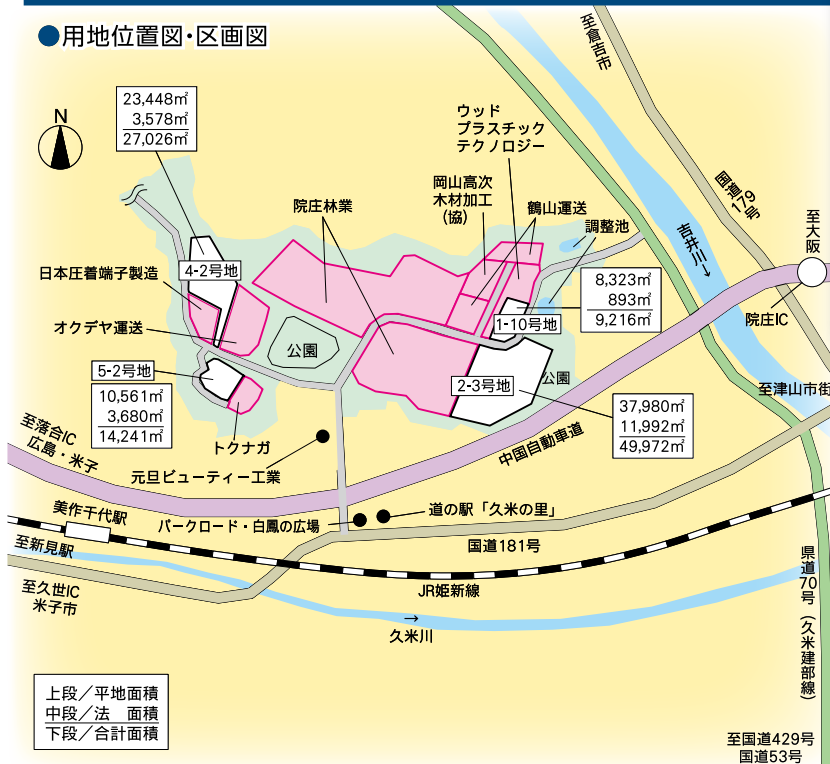 ●用地位置図・区画図
N
23,448㎡
3,578㎡
27,026㎡
ウッド
プラスチック
テクノロジー
岡山高次
木材加工
(協)
鶴山運送
調整池
院庄林業
至倉吉市
国道179号
吉井川→
至大阪
院庄IC
4-2号地
日本圧着端子製造
オクデヤ運送
公園
8,323㎡
893㎡
9,216㎡
1-10号地
5-2号地
10,561㎡
3,680㎡
14,241㎡
2-3号地
公園
37,980㎡
11,992㎡
49,972㎡
至津山市街
トクナガ
至落合IC
広島・米子
中国自動車道
元旦ビューティー工業
道の駅「久米の里」
パークロード・白鳳の広場
美作千代駅
至新見駅
国道181号
至久世IC
米子市
JR姫新線
→
久米川
県道70号(久米建部線)
上段/平地面積
中段/法 面積
下段/合計面積
至国道429号
国道53号